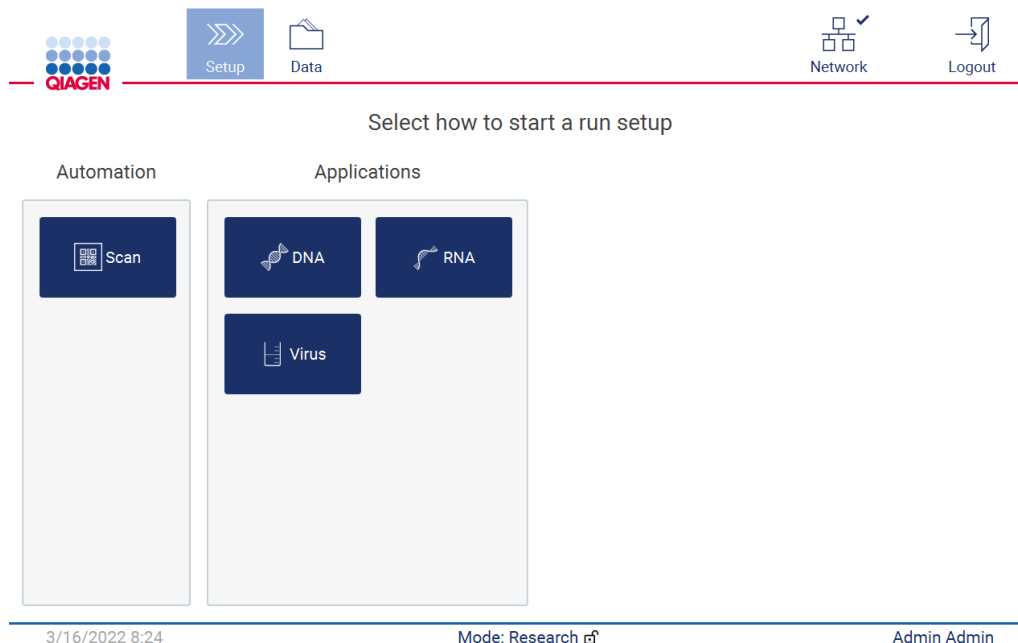 QIAGEN
Setup
Data
Network
Logout
Select how to start a run setup
Automation
Applications
Scan
DNA
RNA
Virus
3/16/2022 8:24
Mode: Research
Admin Admin